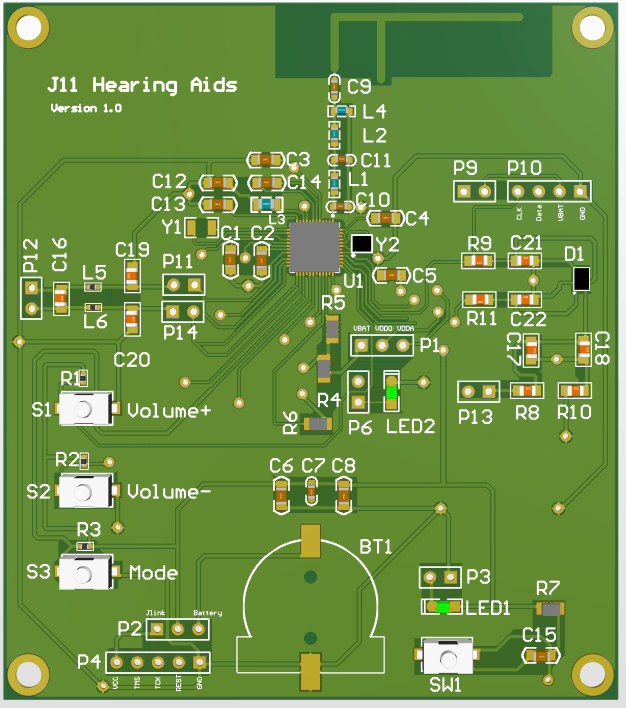 J11 Hearing Aids
Version 1.0
C9
L4
L2
C11
L1
C10
C3
C12
C14
C13
L3
C4
Y1
C1
C2
Y2
U1
C5
P9
P10
CLK
Data
VBAT
GND
P12
C16
L5
L6
C19
P11
P14
C20
R9
C21
D1
R11
C22
C17
C18
R5
VBAT
VDDO
VDDA
P1
R4
P6
LED2
R6
P13
R8
R10
R1
S1
Volume+
R2
S2
Volume-
R3
S3
Mode
C6
C7
C8
BT1
P3
LED1
R7
C15
SW1
Jlink
Battery
P2
P4
VCC
TMS
TCK
REST
GND